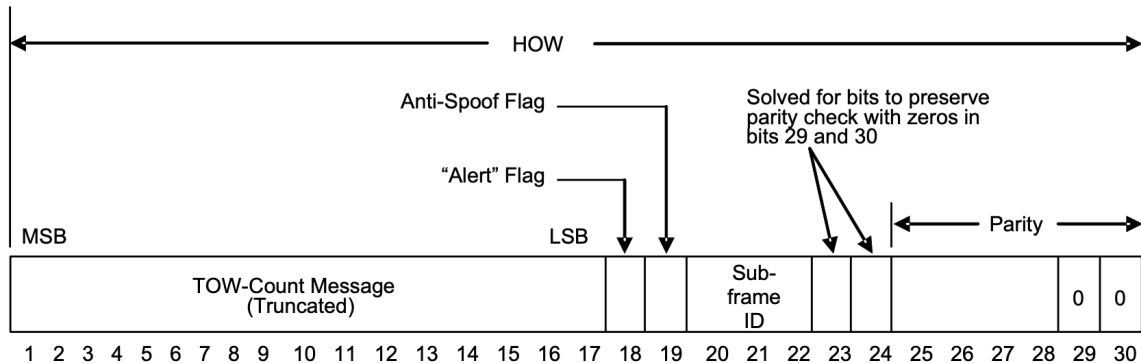 HOW
Anti-Spoof Flag
Solved for bits to preserve
parity check with zeros in
bits 29 and 30
“Alert” Flag
MSB
LSB
Parity
TOW-Count Message
(Truncated)
Sub-
frame
ID
0 0
1 2 3 4 5 6 7 8 9 10 11 12 13 14 15 16 17 18 19 20 21 22 23 24 25 26 27 28 29 30